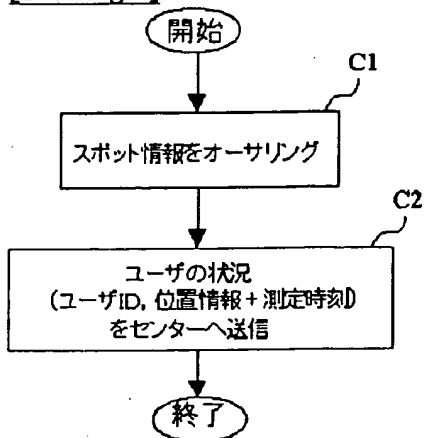 開始
C1
スポット情報をオーサリング
C2
ユーザの状況
(ユーザID, 位置情報+測定時刻)
をセンターへ送信
終了